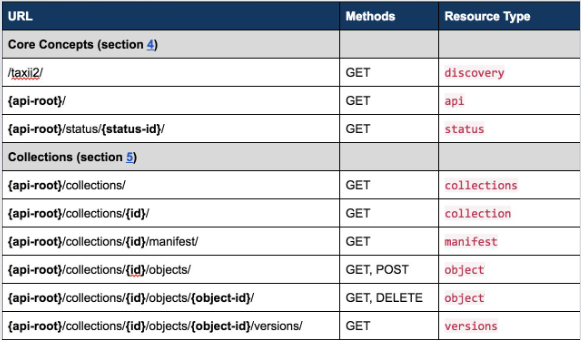 URL Methods Resource Type
Core Concepts (section 4)
/taxii2/ GET discovery
{api-root}/ GET api
{api-root}/status/{status-id}/ GET status
Collections (section 5)
{api-root}/collections/ GET collections
{api-root}/collections/{id}/ GET collection
{api-root}/collections/{id}/manifest/ GET manifest
{api-root}/collections/{id}/objects/ GET, POST object
{api-root}/collections/{id}/objects/{object-id}/ GET, DELETE object
{api-root}/collections/{id}/objects/{object-id}/versions/ GET versions